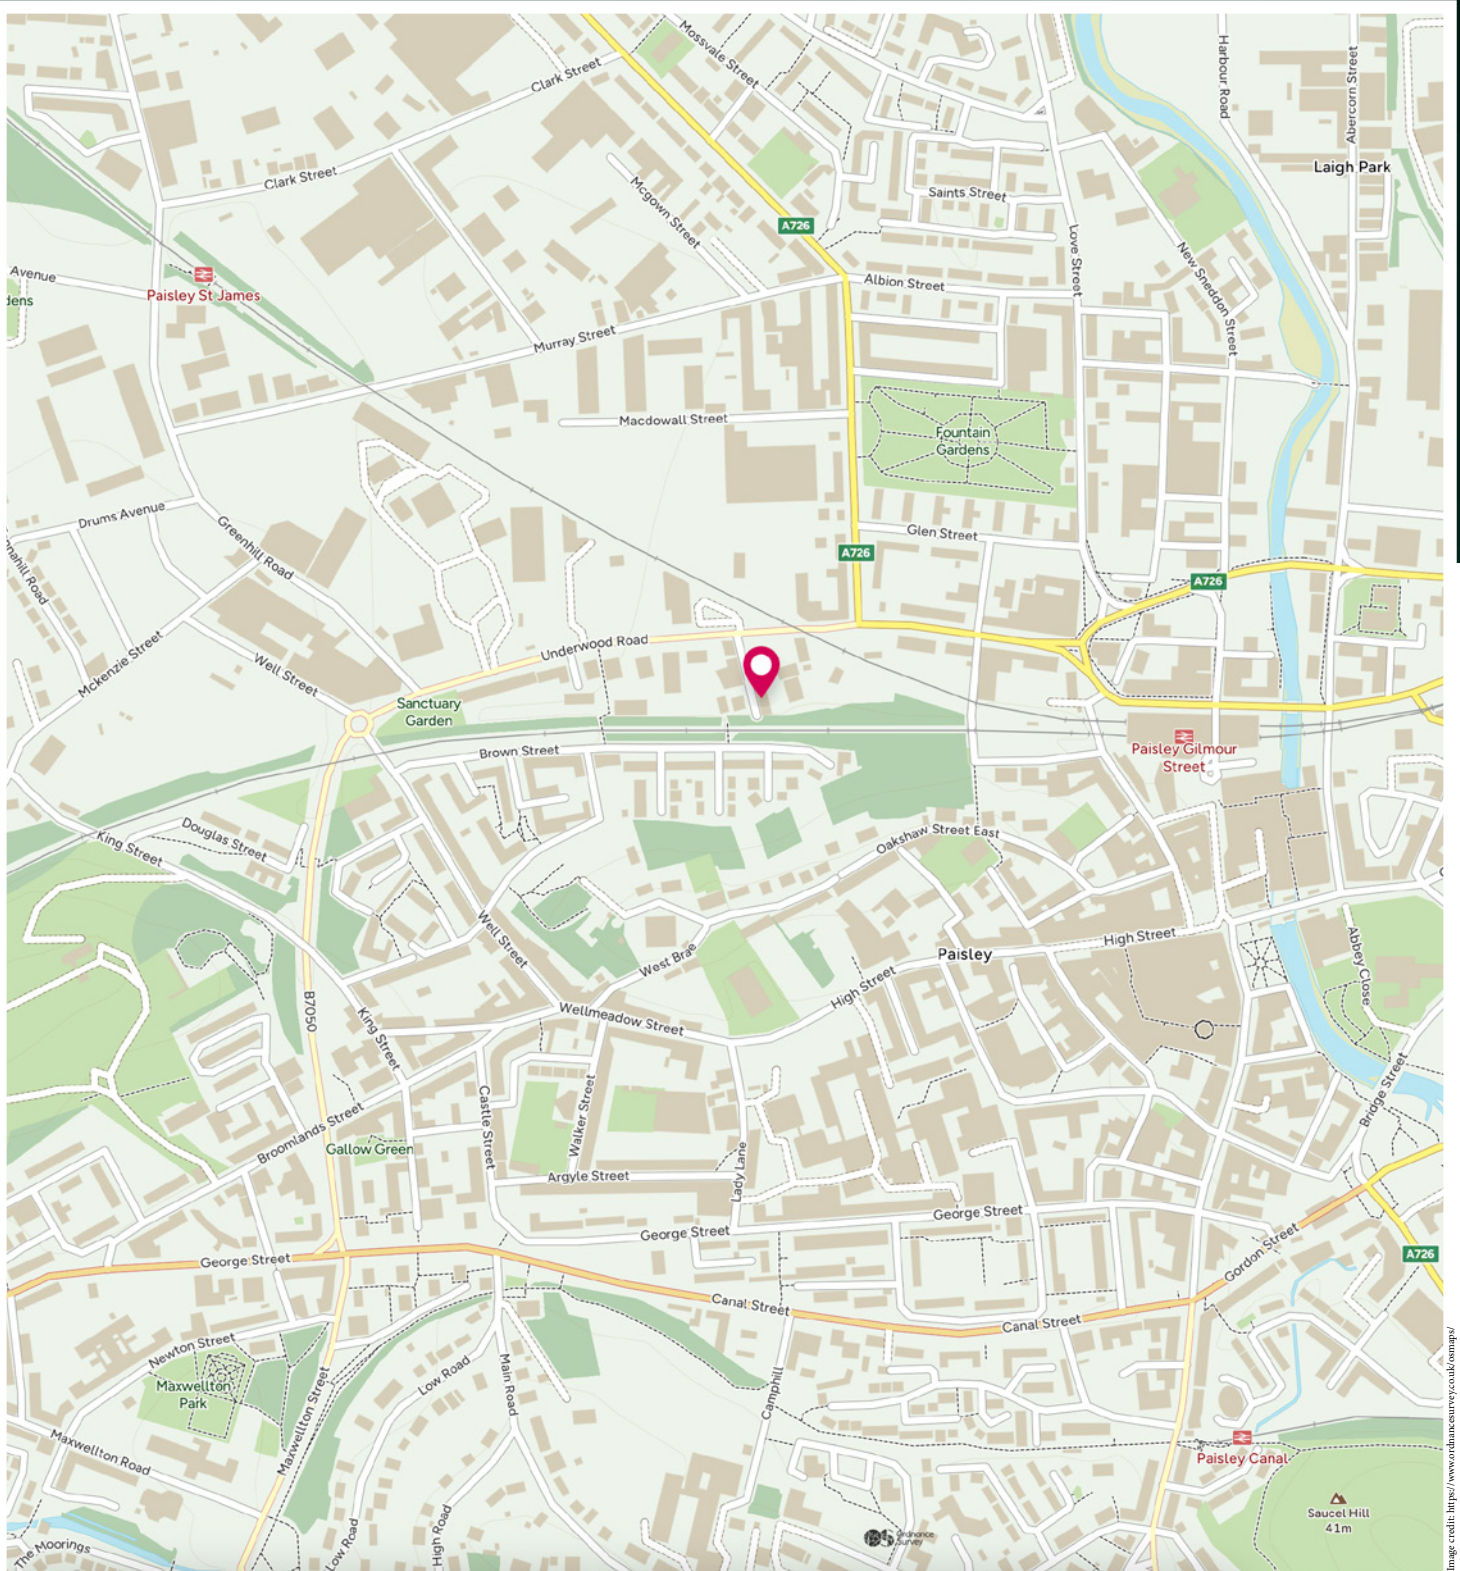 Mossvale Street
Clark Street
Harbour Road
Abercorn Street
Laigh Park
Clark Street
Mcgown Street
Saints Street
A726
Love Street
New Sneddon Street
Avenue
dens
Paisley St James
Albion Street
Murray Street
Macdowall Street
Fountain
Gardens
Drums Avenue
Greenhill Road
Glen Street
A726
A726
nahill Road
Mckenzie Street
Well Street
Underwood Road
Sanctuary
Garden
Brown Street
Paisley Gilmour
Street
King Street
Douglas Street
Oakshaw Street East
Well Street
West Brae
High Street
Paisley
High Street
Abbey Close
B7050
King Street
Wellmeadow Street
Bridge Street
Castle Street
Walker Street
Broomlands Street
Gallow Green
Argyle Street
Lady Lane
George Street
George Street
George Street
Gordon Street
A726
Canal Street
Canal Street
Newton Street
Maxwellton
Park
Maxwellton Street
Low Road
Main Road
Camphill
Maxwellton Road
Paisley Canal
Saucel Hill
41m
The Moorings
Low Road
High Road
Ordnance
Survey
Image credit: https://www.ordnancesurvey.co.uk/osmaps/